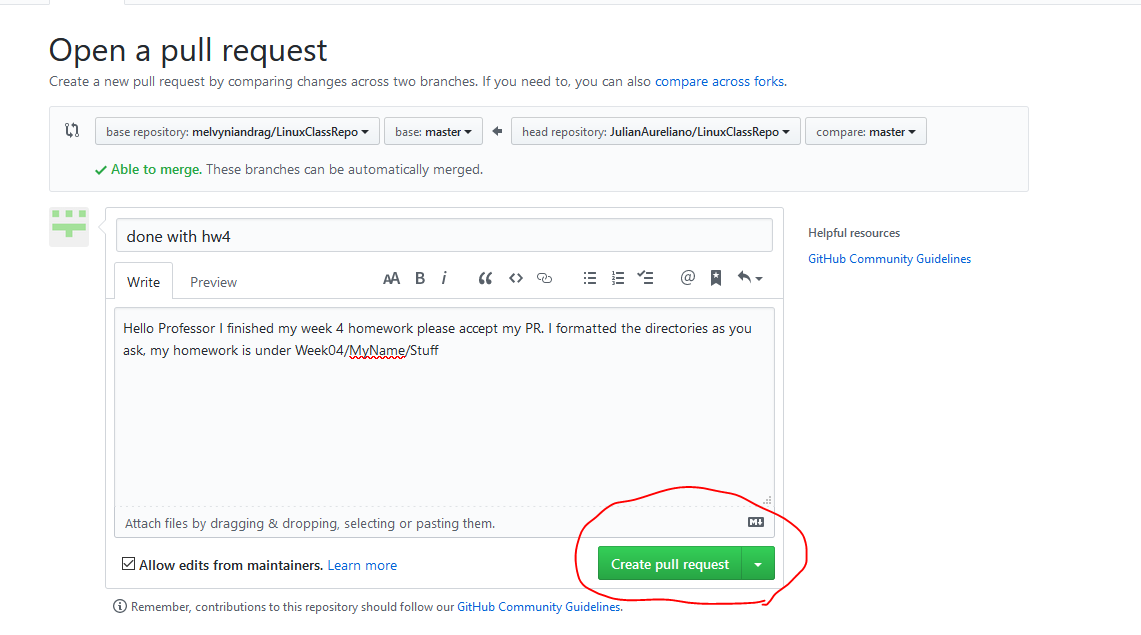 Open a pull request
Create a new pull request by comparing changes across two branches. If you need to, you can also compare across forks.
base repository: melvyniandrag/LinuxClassRepo base: master head repository: JulianAureliano/LinuxClassRepo compare: master
Able to merge. These branches can be automatically merged.
done with hw4
Helpful resources
GitHub Community Guidelines
Write Preview AA B i @
Hello Professor I finished my week 4 homework please accept my PR. I formatted the directories as you
ask, my homework is under Week04/MyName/Stuff
Attach files by dragging & dropping, selecting or pasting them. M↓
Allow edits from maintainers. Learn more
Create pull request
Remember, contributions to this repository should follow our GitHub Community Guidelines.